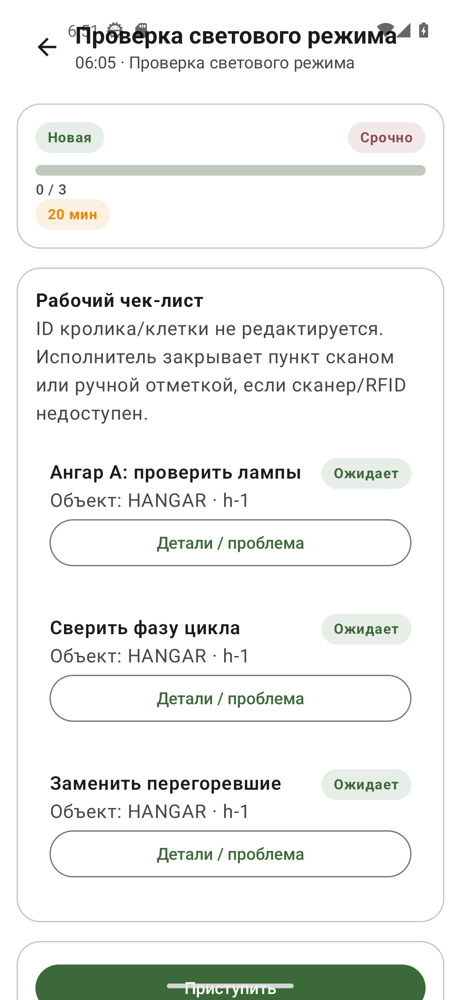 6:51
Проверка светового режима
06:05 · Проверка светового режима
Новая
Срочно
0 / 3
20 мин
Рабочий чек-лист
ID кролика/клетки не редактируется.
Исполнитель закрывает пункт сканом
или ручной отметкой, если сканер/RFID
недоступен.
Ангар А: проверить лампы
Ожидает
Объект: HANGAR · h-1
Детали / проблема
Сверить фазу цикла
Ожидает
Объект: HANGAR · h-1
Детали / проблема
Заменить перегоревшие
Ожидает
Объект: HANGAR · h-1
Детали / проблема
Приступить